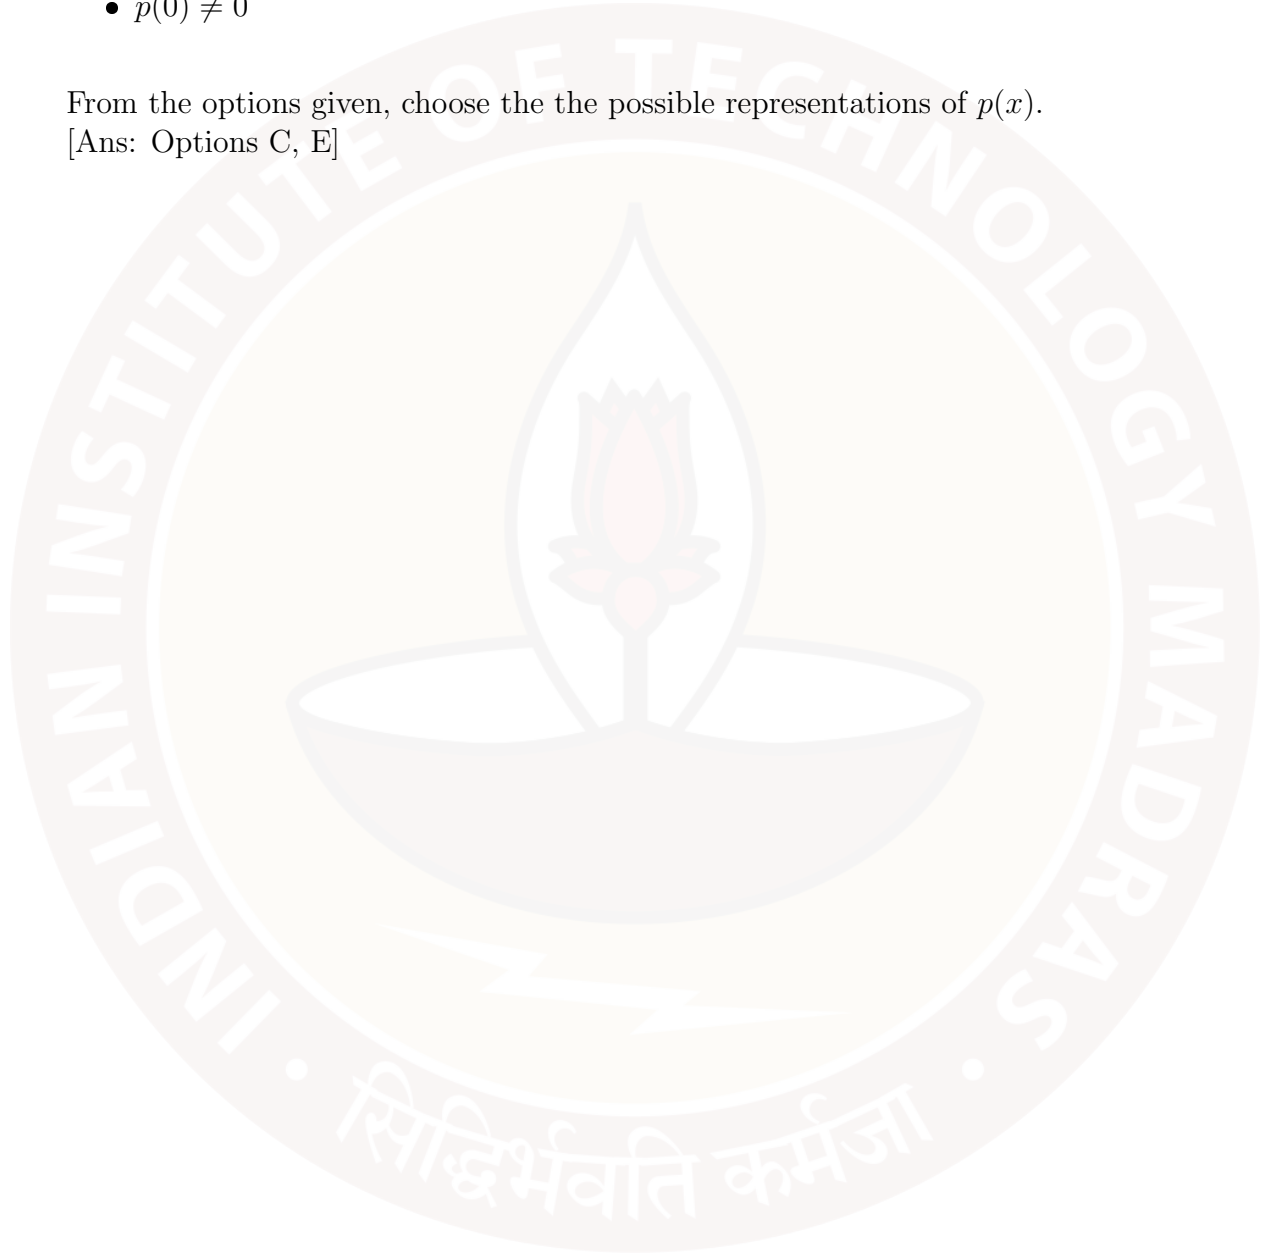 • p(0) ≠ 0
From the options given, choose the the possible representations of p(x).
[Ans: Options C, E]
INDIAN INSTITUTE OF TECHNOLOGY MADRAS
सिद्धिर्भवति कर्मजा